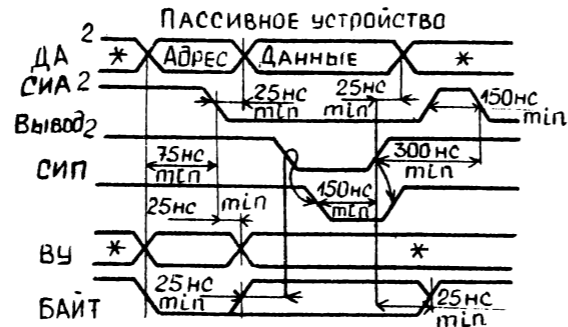 ПАССИВНОЕ УСТРОЙСТВО
ДА 2 * АДРЕС ДАННЫЕ *
СИА 2 25нс min 25нс min 150нс min
ВЫВОД 2
75нс min 300нс min
СИП
150нс min
25нс min
ВУ * *
БАЙТ 25нс min 25нс min